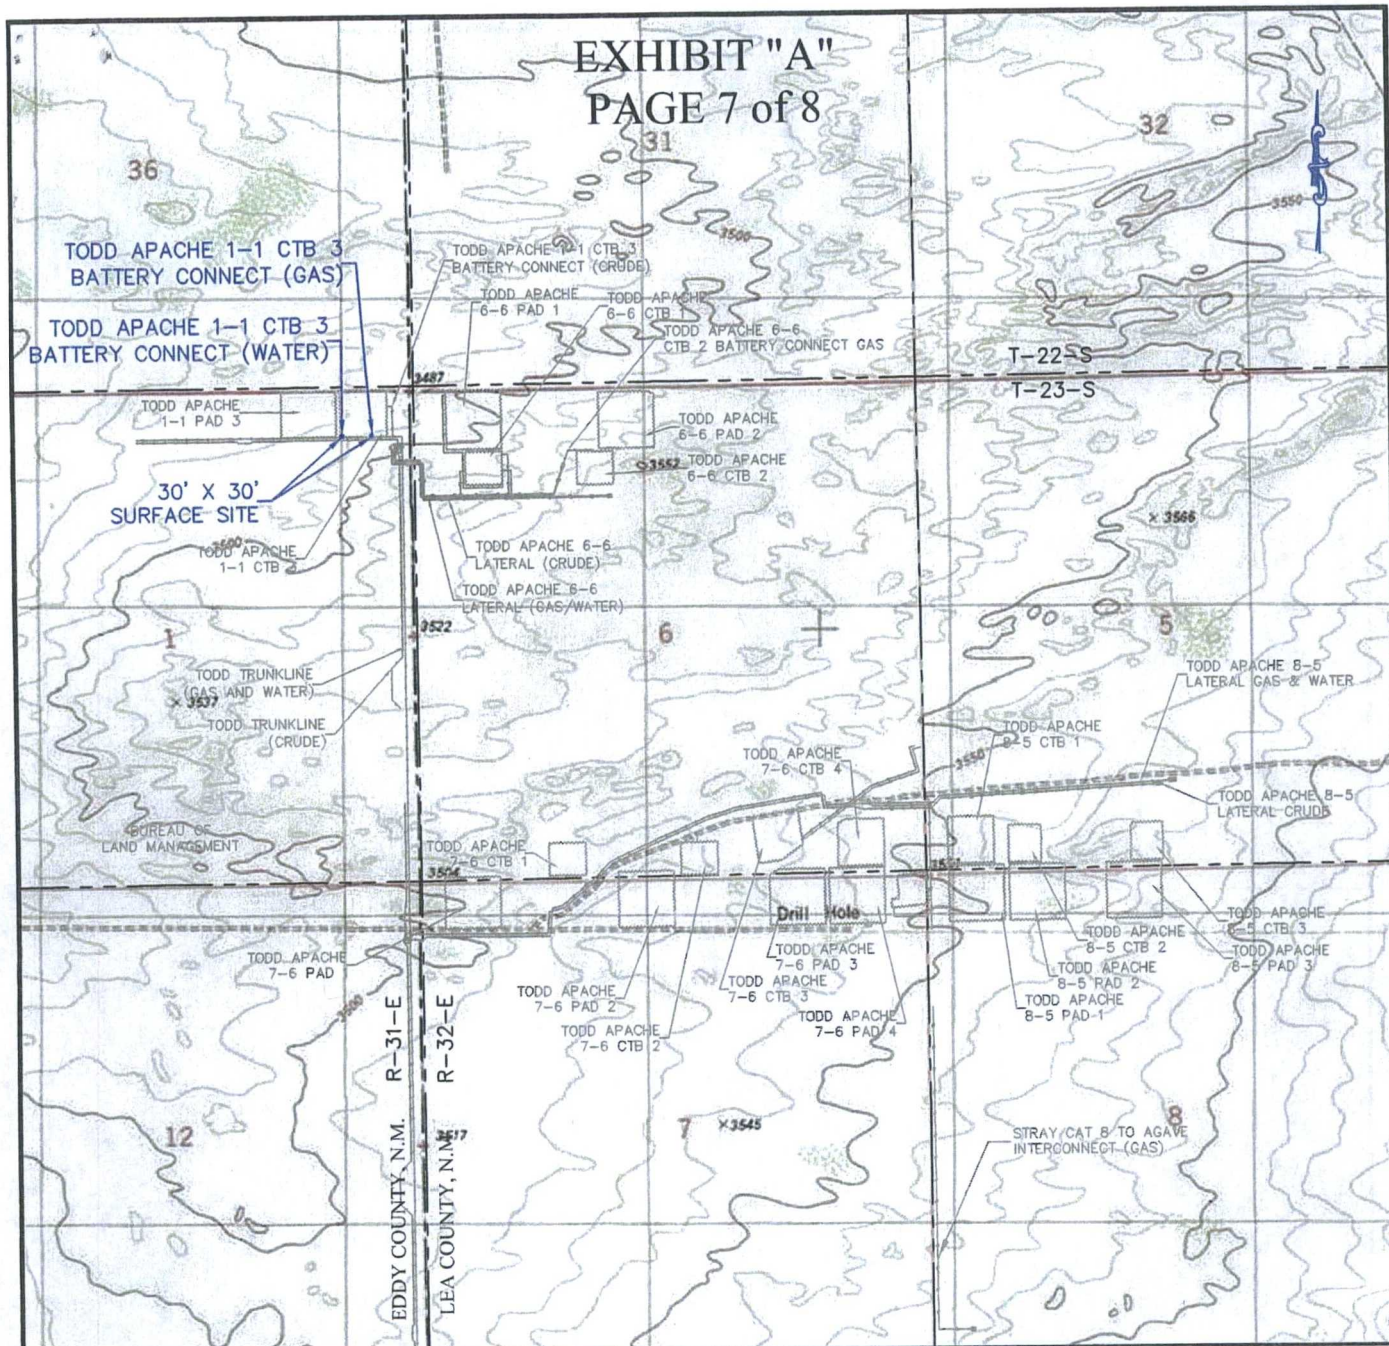 EXHIBIT "A"
PAGE 7 of 8
36
31
32
3550
3500
TODD APACHE 1-1 CTB 3
BATTERY CONNECT (GAS)
TODD APACHE 1-1 CTB 3
BATTERY CONNECT (CRUDE)
TODD APACHE
6-6 PAD 1
TODD APACHE
6-6 CTB 1
TODD APACHE 1-1 CTB 3
BATTERY CONNECT (WATER)
TODD APACHE 6-6
CTB 2 BATTERY CONNECT GAS
T-22-S
T-23-S
3487
TODD APACHE
1-1 PAD 3
TODD APACHE
6-6 PAD 2
3552
TODD APACHE
6-6 CTB 2
30' X 30'
SURFACE SITE
3566
3500
TODD APACHE
1-1 CTB
TODD APACHE 6-6
LATERAL (CRUDE)
TODD APACHE 6-6
LATERAL (GAS/WATER)
1
3522
6
5
TODD TRUNKLINE
(GAS AND WATER)
3537
TODD TRUNKLINE
(CRUDE)
TODD APACHE 8-5
LATERAL GAS & WATER
TODD APACHE
8-5 CTB 1
TODD APACHE
7-6 CTB 4
3550
TODD APACHE 8-5
LATERAL CRUDE
BUREAU OF
LAND MANAGEMENT
TODD APACHE
7-6 CTB 1
3504
Drill Hole
TODD APACHE
8-5 CTB 3
TODD APACHE
8-5 CTB 2
TODD APACHE
8-5 PAD 3
TODD APACHE
7-6 PAD
TODD APACHE
7-6 PAD 3
TODD APACHE
8-5 PAD 2
TODD APACHE
7-6 CTB 3
TODD APACHE
7-6 PAD 2
TODD APACHE
8-5 PAD 1
TODD APACHE
7-6 PAD 4
TODD APACHE
7-6 CTB 2
3500
R-31-E
R-32-E
EDDY COUNTY, N.M.
LEA COUNTY, N.M.
12
3517
7
3545
8
STRAY CAT 8 TO AGAVE
INTERCONNECT (GAS)